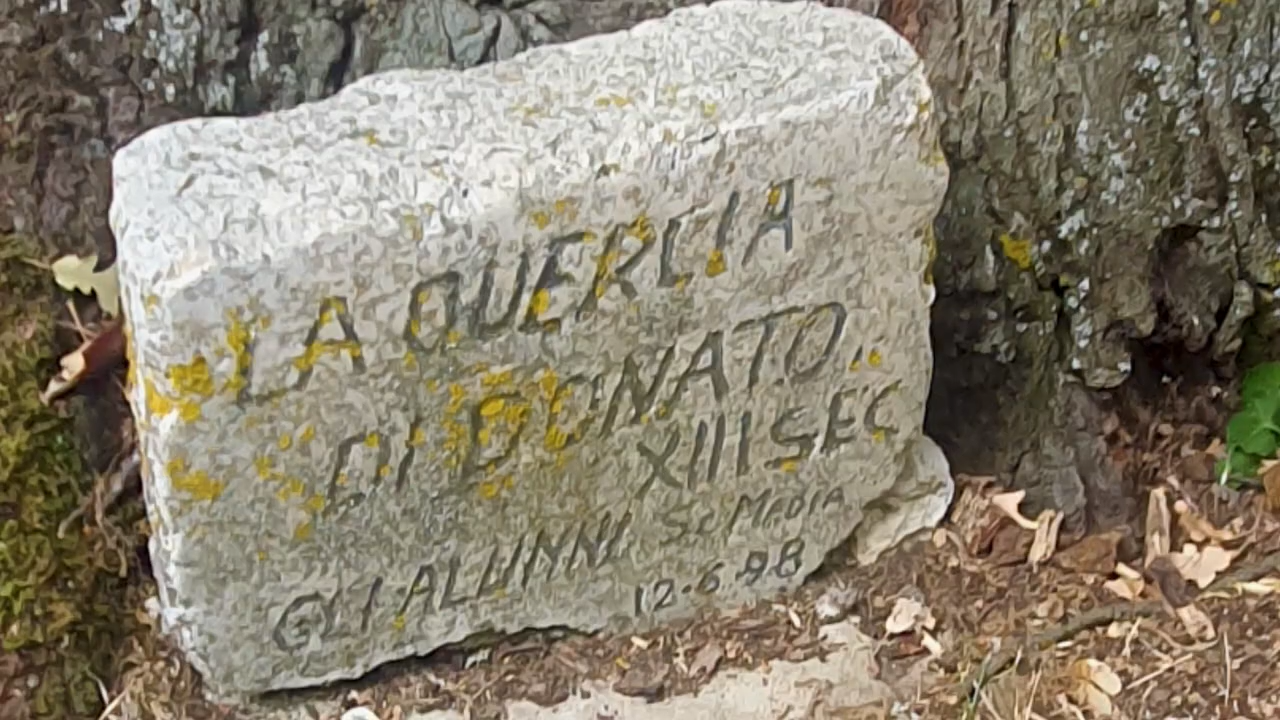 LA QUERCIA
DI DONATO
XIII SEC
GLI ALUNNI Sc MEDIA
12·6·98